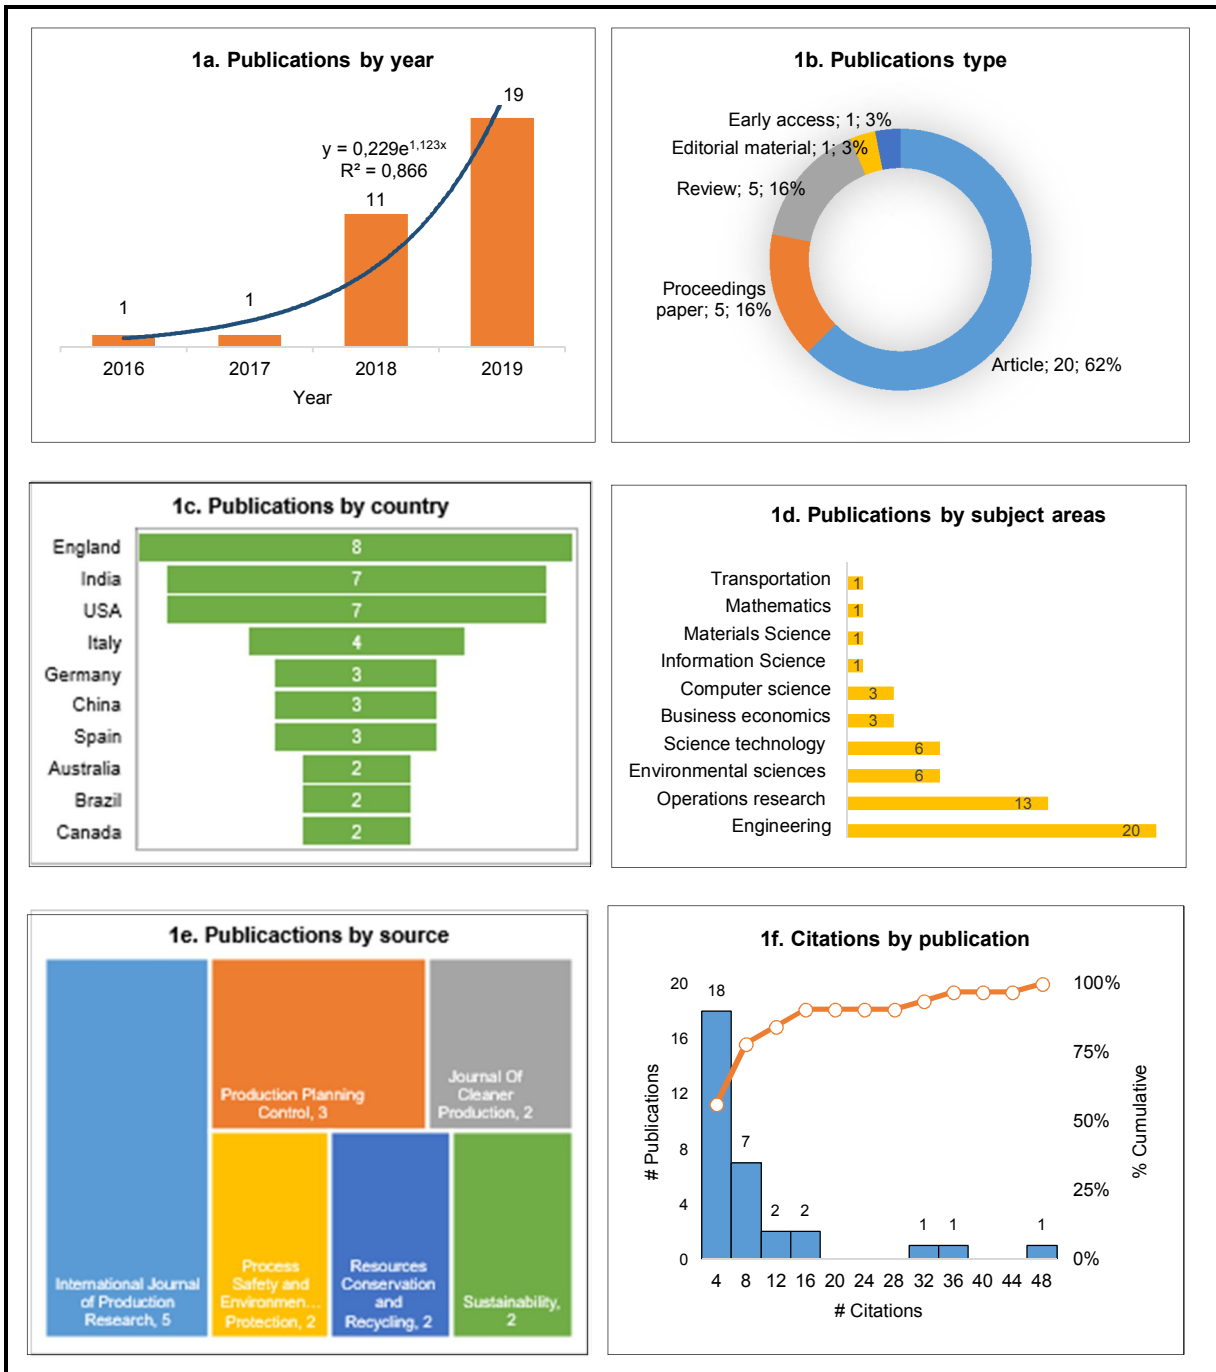 1a. Publications by year
19
y = 0,229e^1,123x
R² = 0,866
11
1
1
2016 2017 2018 2019
Year
1b. Publications type
Early access; 1; 3%
Editorial material; 1; 3%
Review; 5; 16%
Proceedings
paper; 5; 16%
Article; 20; 62%
1c. Publications by country
England 8
India 7
USA 7
Italy 4
Germany 3
China 3
Spain 3
Australia 2
Brazil 2
Canada 2
1d. Publications by subject areas
Transportation 1
Mathematics 1
Materials Science 1
Information Science 1
Computer science 3
Business economics 3
Science technology 6
Environmental sciences 6
Operations research 13
Engineering 20
1e. Publicactions by source
International Journal
of Production
Research, 5
Production Planning
Control, 3
Journal Of
Cleaner
Production, 2
Process
Safety and
Environmen...
Protection, 2
Resources
Conservation
and
Recycling, 2
Sustainability,
2
1f. Citations by publication
# Publications
20
16
12
8
4
0
18
7
2
2
1
1
1
100%
75%
50%
25%
0%
% Cumulative
4 8 12 16 20 24 28 32 36 40 44 48
# Citations